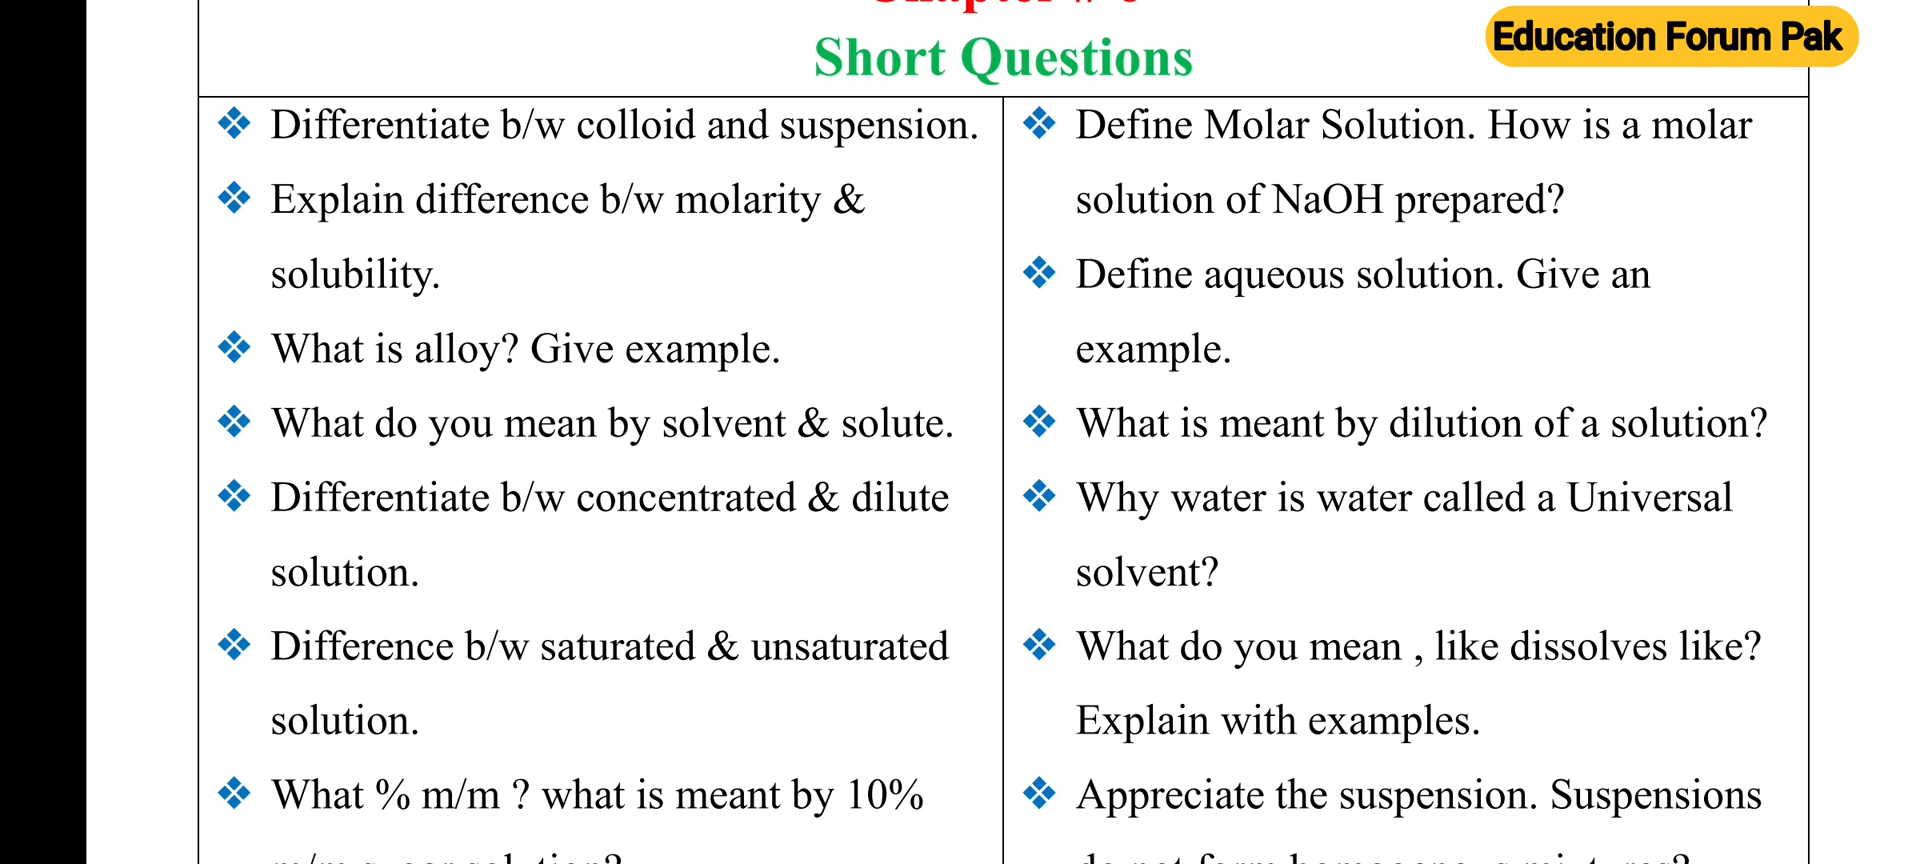 Short Questions
Education Forum Pak
❖ Differentiate b/w colloid and suspension.
❖ Explain difference b/w molarity &
solubility.
❖ What is alloy? Give example.
❖ What do you mean by solvent & solute.
❖ Differentiate b/w concentrated & dilute
solution.
❖ Difference b/w saturated & unsaturated
solution.
❖ What % m/m ? what is meant by 10%
❖ Define Molar Solution. How is a molar
solution of NaOH prepared?
❖ Define aqueous solution. Give an
example.
❖ What is meant by dilution of a solution?
❖ Why water is water called a Universal
solvent?
❖ What do you mean , like dissolves like?
Explain with examples.
❖ Appreciate the suspension. Suspensions